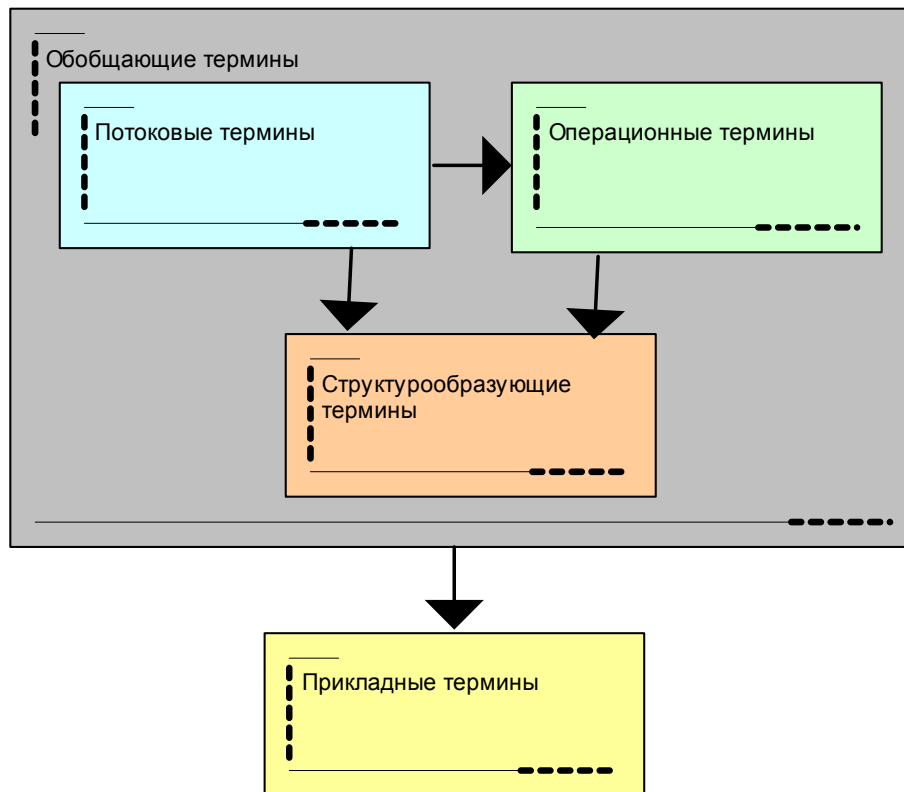 Обобщающие термины
Потоковые термины
Операционные термины
Структурообразующие
термины
Прикладные термины